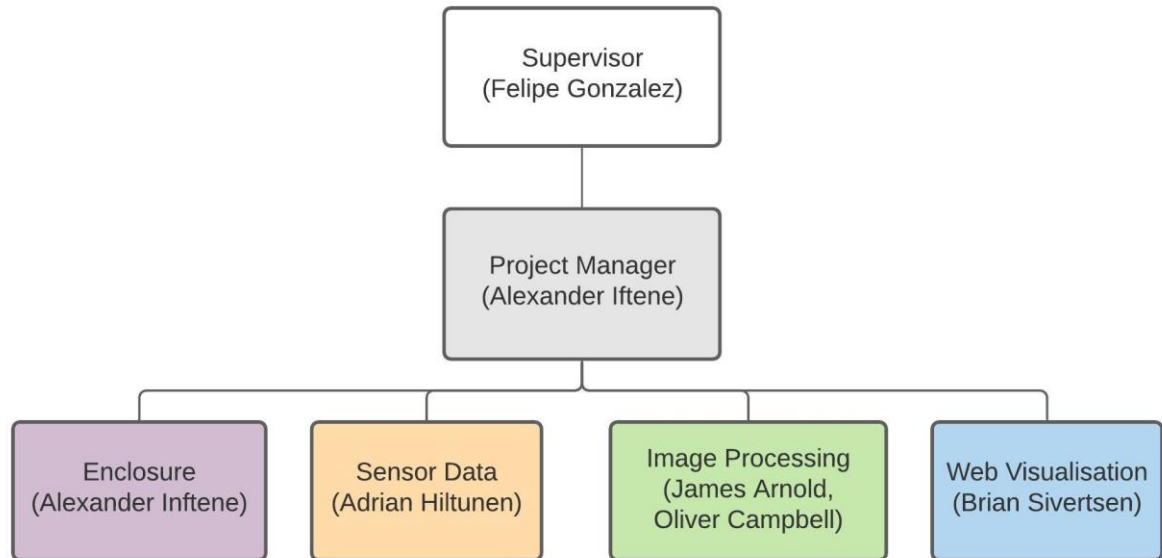 Supervisor
(Felipe Gonzalez)
Project Manager
(Alexander Iftene)
Enclosure
(Alexander Inftene)
Sensor Data
(Adrian Hiltunen)
Image Processing
(James Arnold,
Oliver Campbell)
Web Visualisation
(Brian Sivertsen)